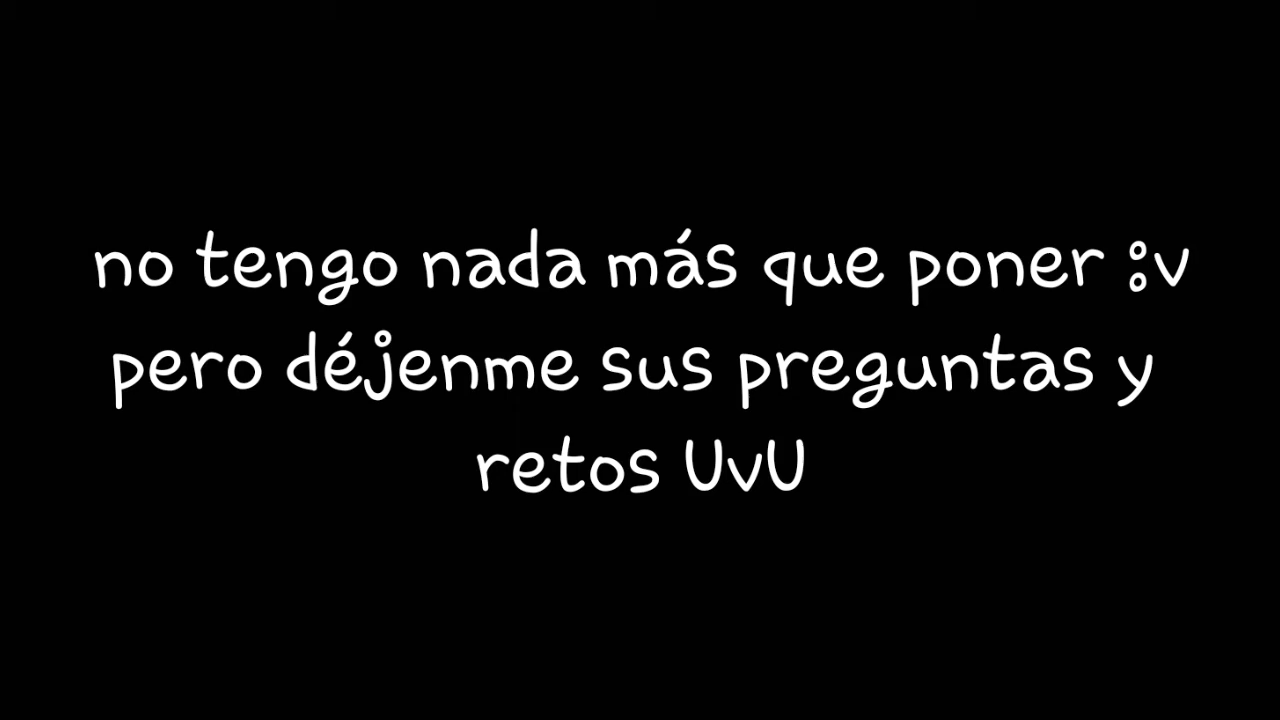 no tengo nada más que poner :v
pero déjenme sus preguntas y
retos UvU